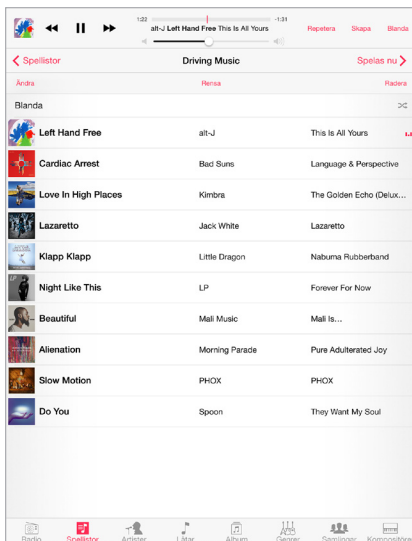 1:22 -1:31
alt-J Left Hand Free This Is All Yours
Repetera Skapa Blanda
Spellistor Driving Music Spelas nu
Ändra Rensa Radera
Blanda
Left Hand Free alt-J This Is All Yours
Cardiac Arrest Bad Suns Language & Perspective
Love In High Places Kimbra The Golden Echo (Delux...
Lazaretto Jack White Lazaretto
Klapp Klapp Little Dragon Nabuma Rubberband
Night Like This LP Forever For Now
Beautiful Mali Music Mali Is...
Alienation Morning Parade Pure Adulterated Joy
Slow Motion PHOX PHOX
Do You Spoon They Want My Soul
Radio Spellistor Artister Låtar Album Genrer Samlingar Kompositörer